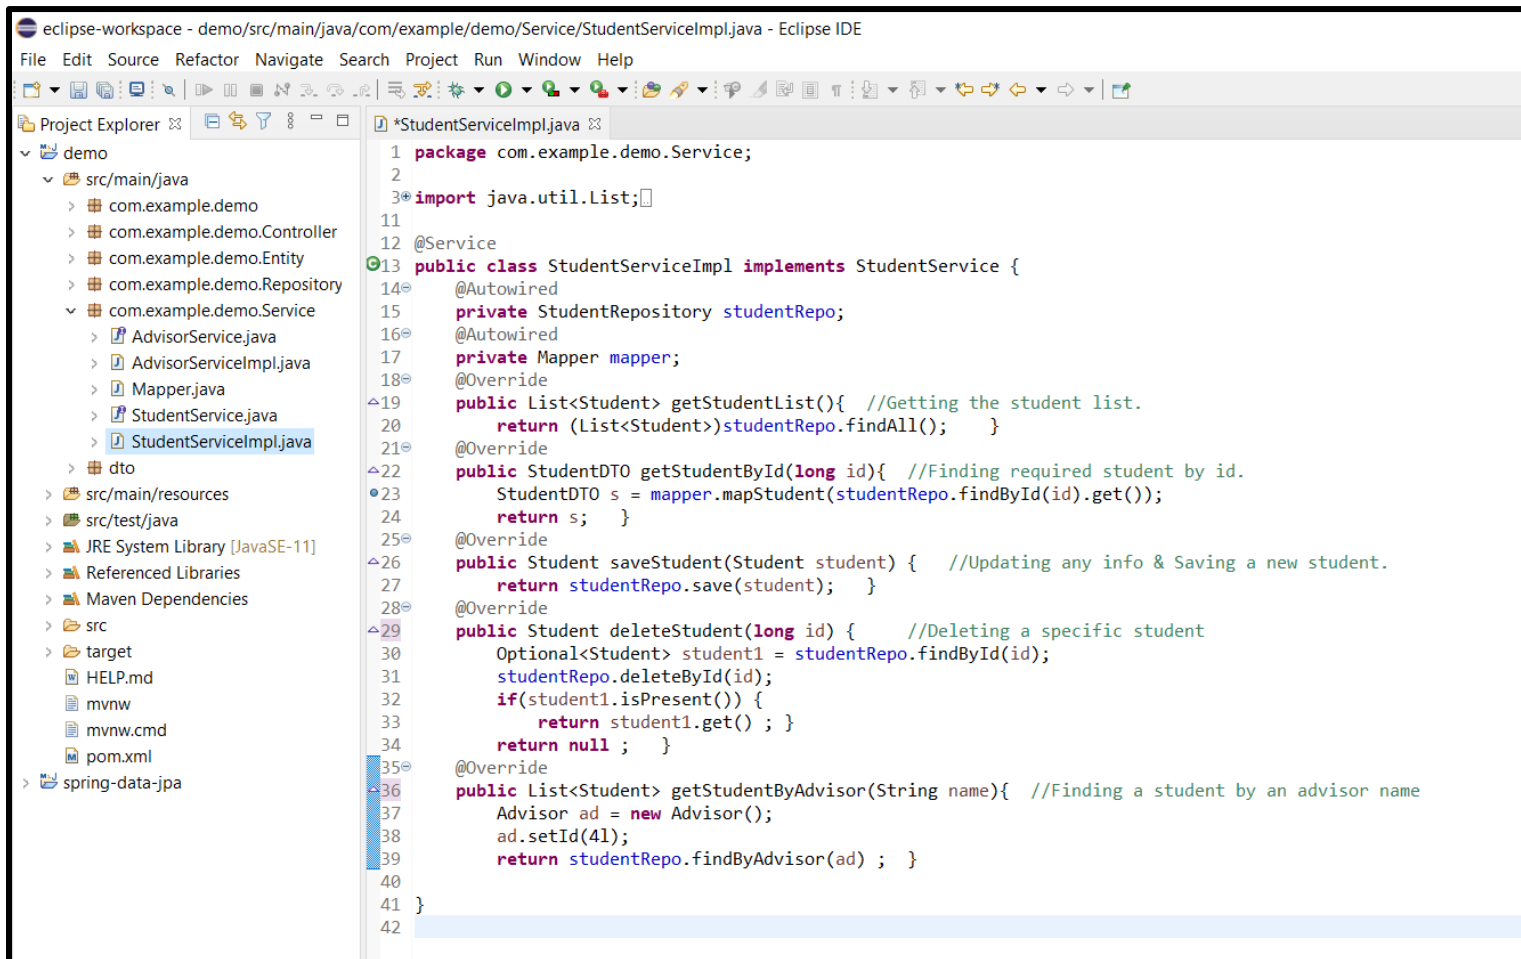 eclipse-workspace - demo/src/main/java/com/example/demo/Service/StudentServiceImpl.java - Eclipse IDE
File Edit Source Refactor Navigate Search Project Run Window Help
Project Explorer
demo
src/main/java
com.example.demo
com.example.demo.Controller
com.example.demo.Entity
com.example.demo.Repository
com.example.demo.Service
AdvisorService.java
AdvisorServiceImpl.java
Mapper.java
StudentService.java
StudentServiceImpl.java
dto
src/main/resources
src/test/java
JRE System Library [JavaSE-11]
Referenced Libraries
Maven Dependencies
src
target
HELP.md
mvnw
mvnw.cmd
pom.xml
spring-data-jpa
*StudentServiceImpl.java
1 package com.example.demo.Service;
2
3 import java.util.List;
11
12 @Service
13 public class StudentServiceImpl implements StudentService {
14 @Autowired
15 private StudentRepository studentRepo;
16 @Autowired
17 private Mapper mapper;
18 @Override
19 public List<Student> getStudentList(){ //Getting the student list.
20 return (List<Student>)studentRepo.findAll(); }
21 @Override
22 public StudentDTO getStudentById(long id){ //Finding required student by id.
23 StudentDTO s = mapper.mapStudent(studentRepo.findById(id).get());
24 return s; }
25 @Override
26 public Student saveStudent(Student student) { //Updating any info & Saving a new student.
27 return studentRepo.save(student); }
28 @Override
29 public Student deleteStudent(long id) { //Deleting a specific student
30 Optional<Student> student1 = studentRepo.findById(id);
31 studentRepo.deleteById(id);
32 if(student1.isPresent()) {
33 return student1.get() ; }
34 return null ; }
35 @Override
36 public List<Student> getStudentByAdvisor(String name){ //Finding a student by an advisor name
37 Advisor ad = new Advisor();
38 ad.setId(4l);
39 return studentRepo.findByAdvisor(ad) ; }
40
41 }
42